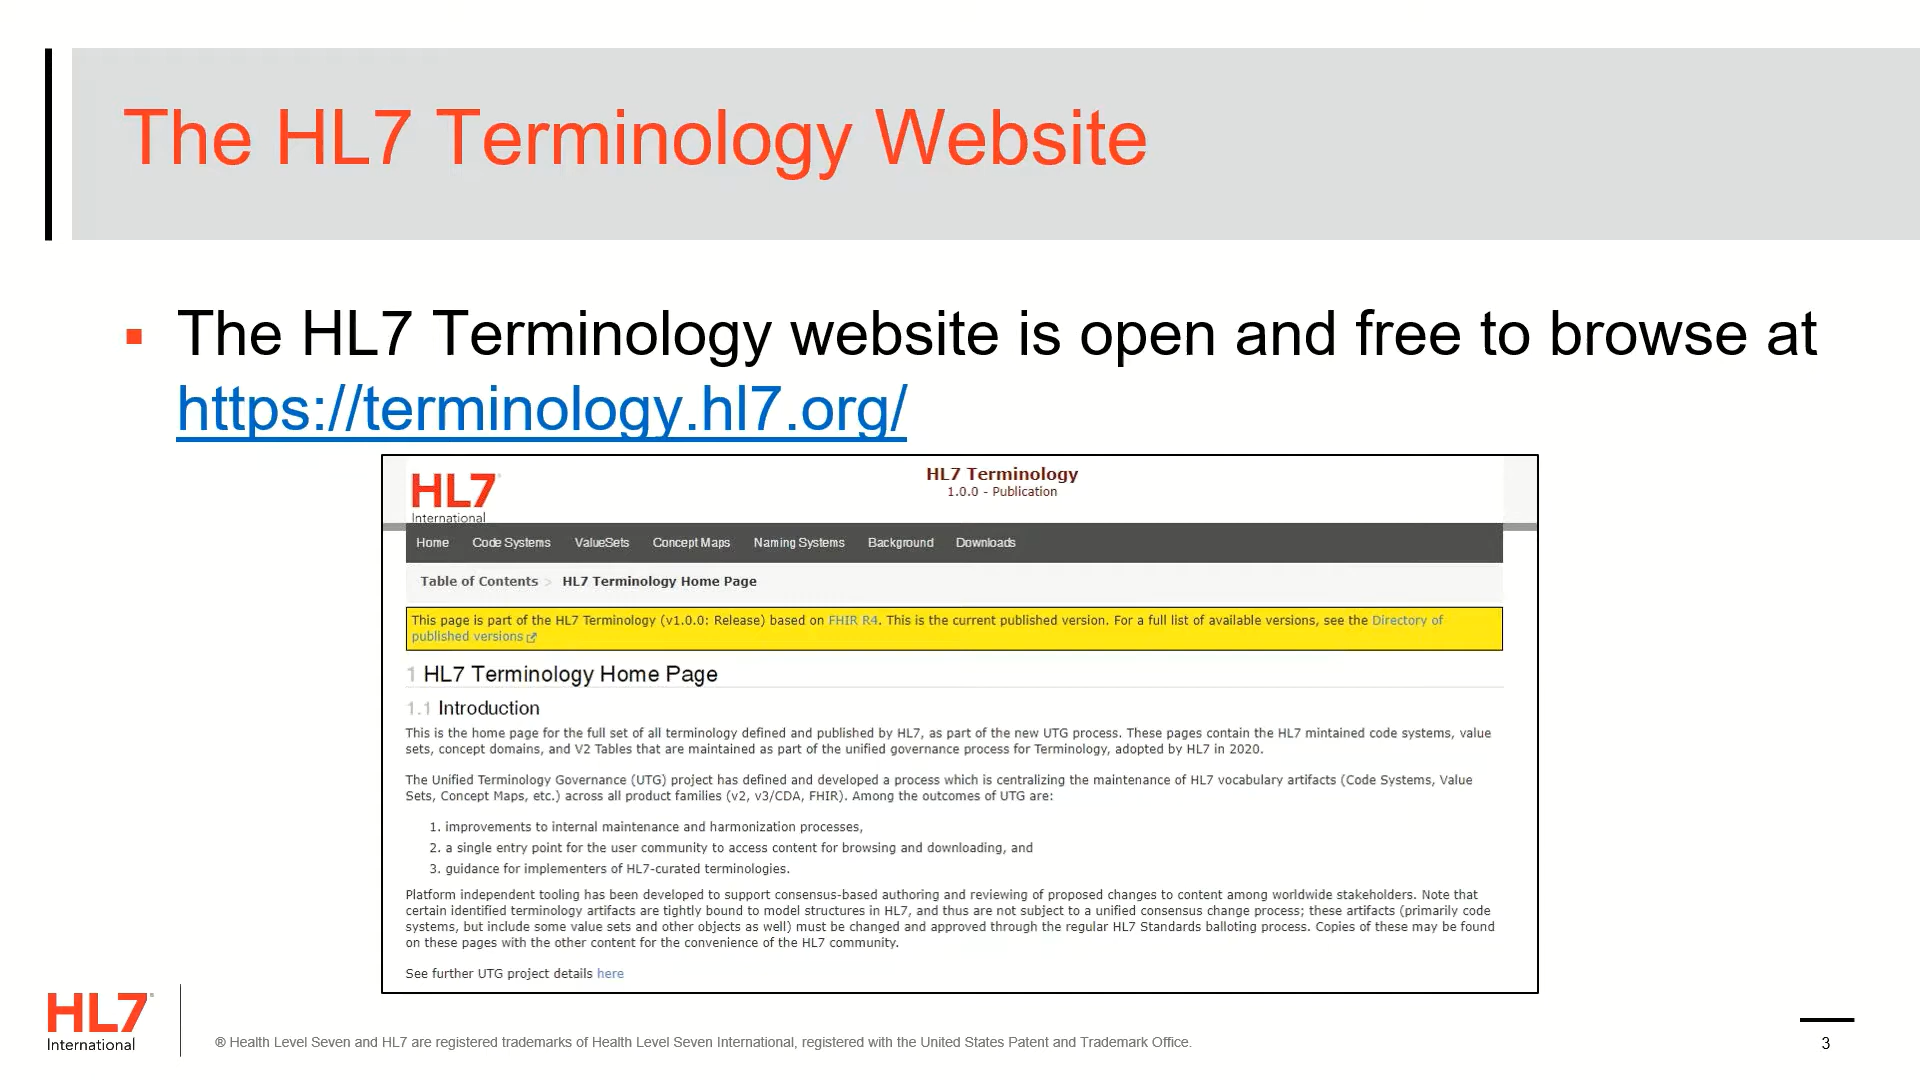 The HL7 Terminology Website
▪ The HL7 Terminology website is open and free to browse at
https://terminology.hl7.org/
HL7
International
HL7 Terminology
1.0.0 - Publication
Home Code Systems ValueSets Concept Maps Naming Systems Background Downloads
Table of Contents > HL7 Terminology Home Page
This page is part of the HL7 Terminology (v1.0.0: Release) based on FHIR R4. This is the current published version. For a full list of available versions, see the Directory of
published versions
1 HL7 Terminology Home Page
1.1 Introduction
This is the home page for the full set of all terminology defined and published by HL7, as part of the new UTG process. These pages contain the HL7 mintained code systems, value
sets, concept domains, and V2 Tables that are maintained as part of the unified governance process for Terminology, adopted by HL7 in 2020.
The Unified Terminology Governance (UTG) project has defined and developed a process which is centralizing the maintenance of HL7 vocabulary artifacts (Code Systems, Value
Sets, Concept Maps, etc.) across all product families (v2, v3/CDA, FHIR). Among the outcomes of UTG are:
1. improvements to internal maintenance and harmonization processes,
2. a single entry point for the user community to access content for browsing and downloading, and
3. guidance for implementers of HL7-curated terminologies.
Platform independent tooling has been developed to support consensus-based authoring and reviewing of proposed changes to content among worldwide stakeholders. Note that
certain identified terminology artifacts are tightly bound to model structures in HL7, and thus are not subject to a unified consensus change process; these artifacts (primarily code
systems, but include some value sets and other objects as well) must be changed and approved through the regular HL7 Standards balloting process. Copies of these may be found
on these pages with the other content for the convenience of the HL7 community.
See further UTG project details here
HL7®
International
® Health Level Seven and HL7 are registered trademarks of Health Level Seven International, registered with the United States Patent and Trademark Office.
3